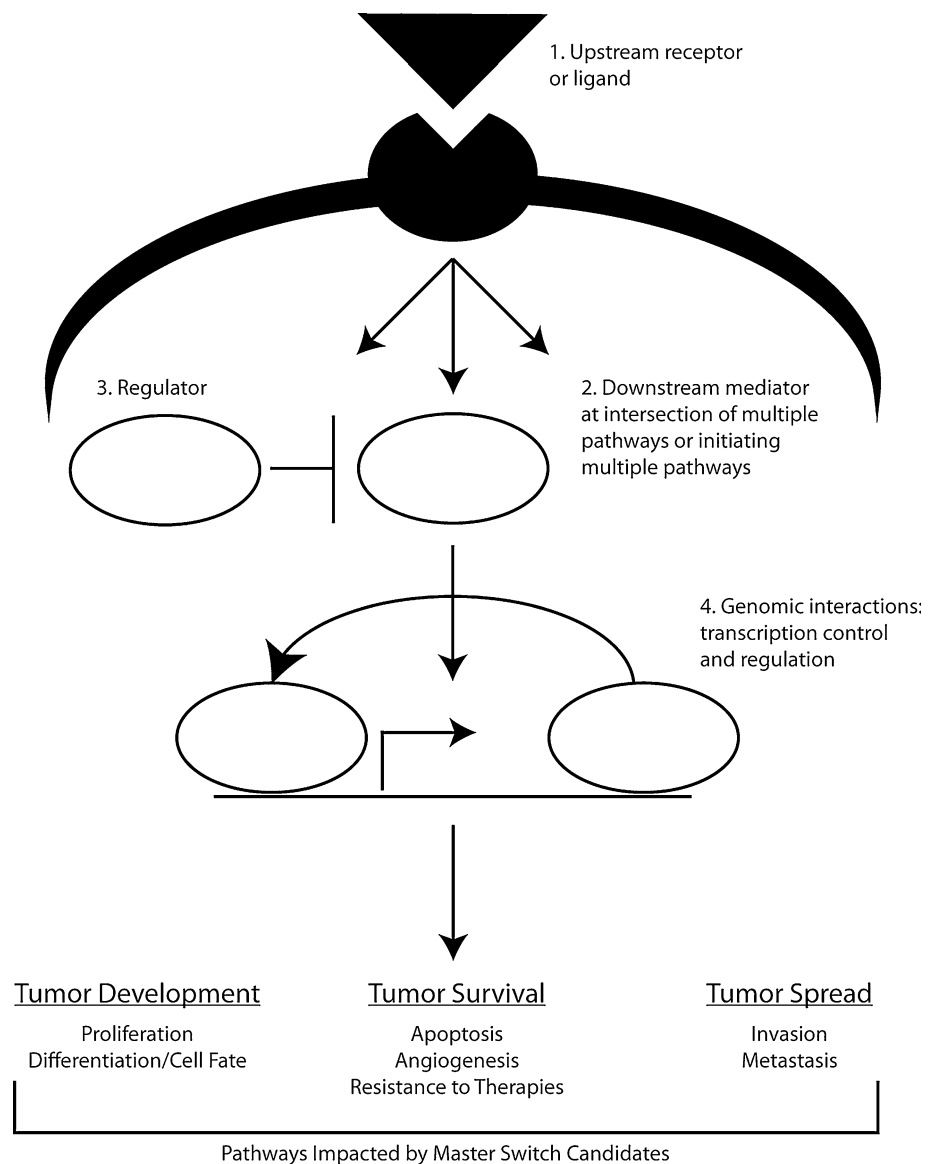 1. Upstream receptor
or ligand
3. Regulator
2. Downstream mediator
at intersection of multiple
pathways or initiating
multiple pathways
4. Genomic interactions:
transcription control
and regulation
Tumor Development
Proliferation
Differentiation/Cell Fate
Tumor Survival
Apoptosis
Angiogenesis
Resistance to Therapies
Tumor Spread
Invasion
Metastasis
Pathways Impacted by Master Switch Candidates